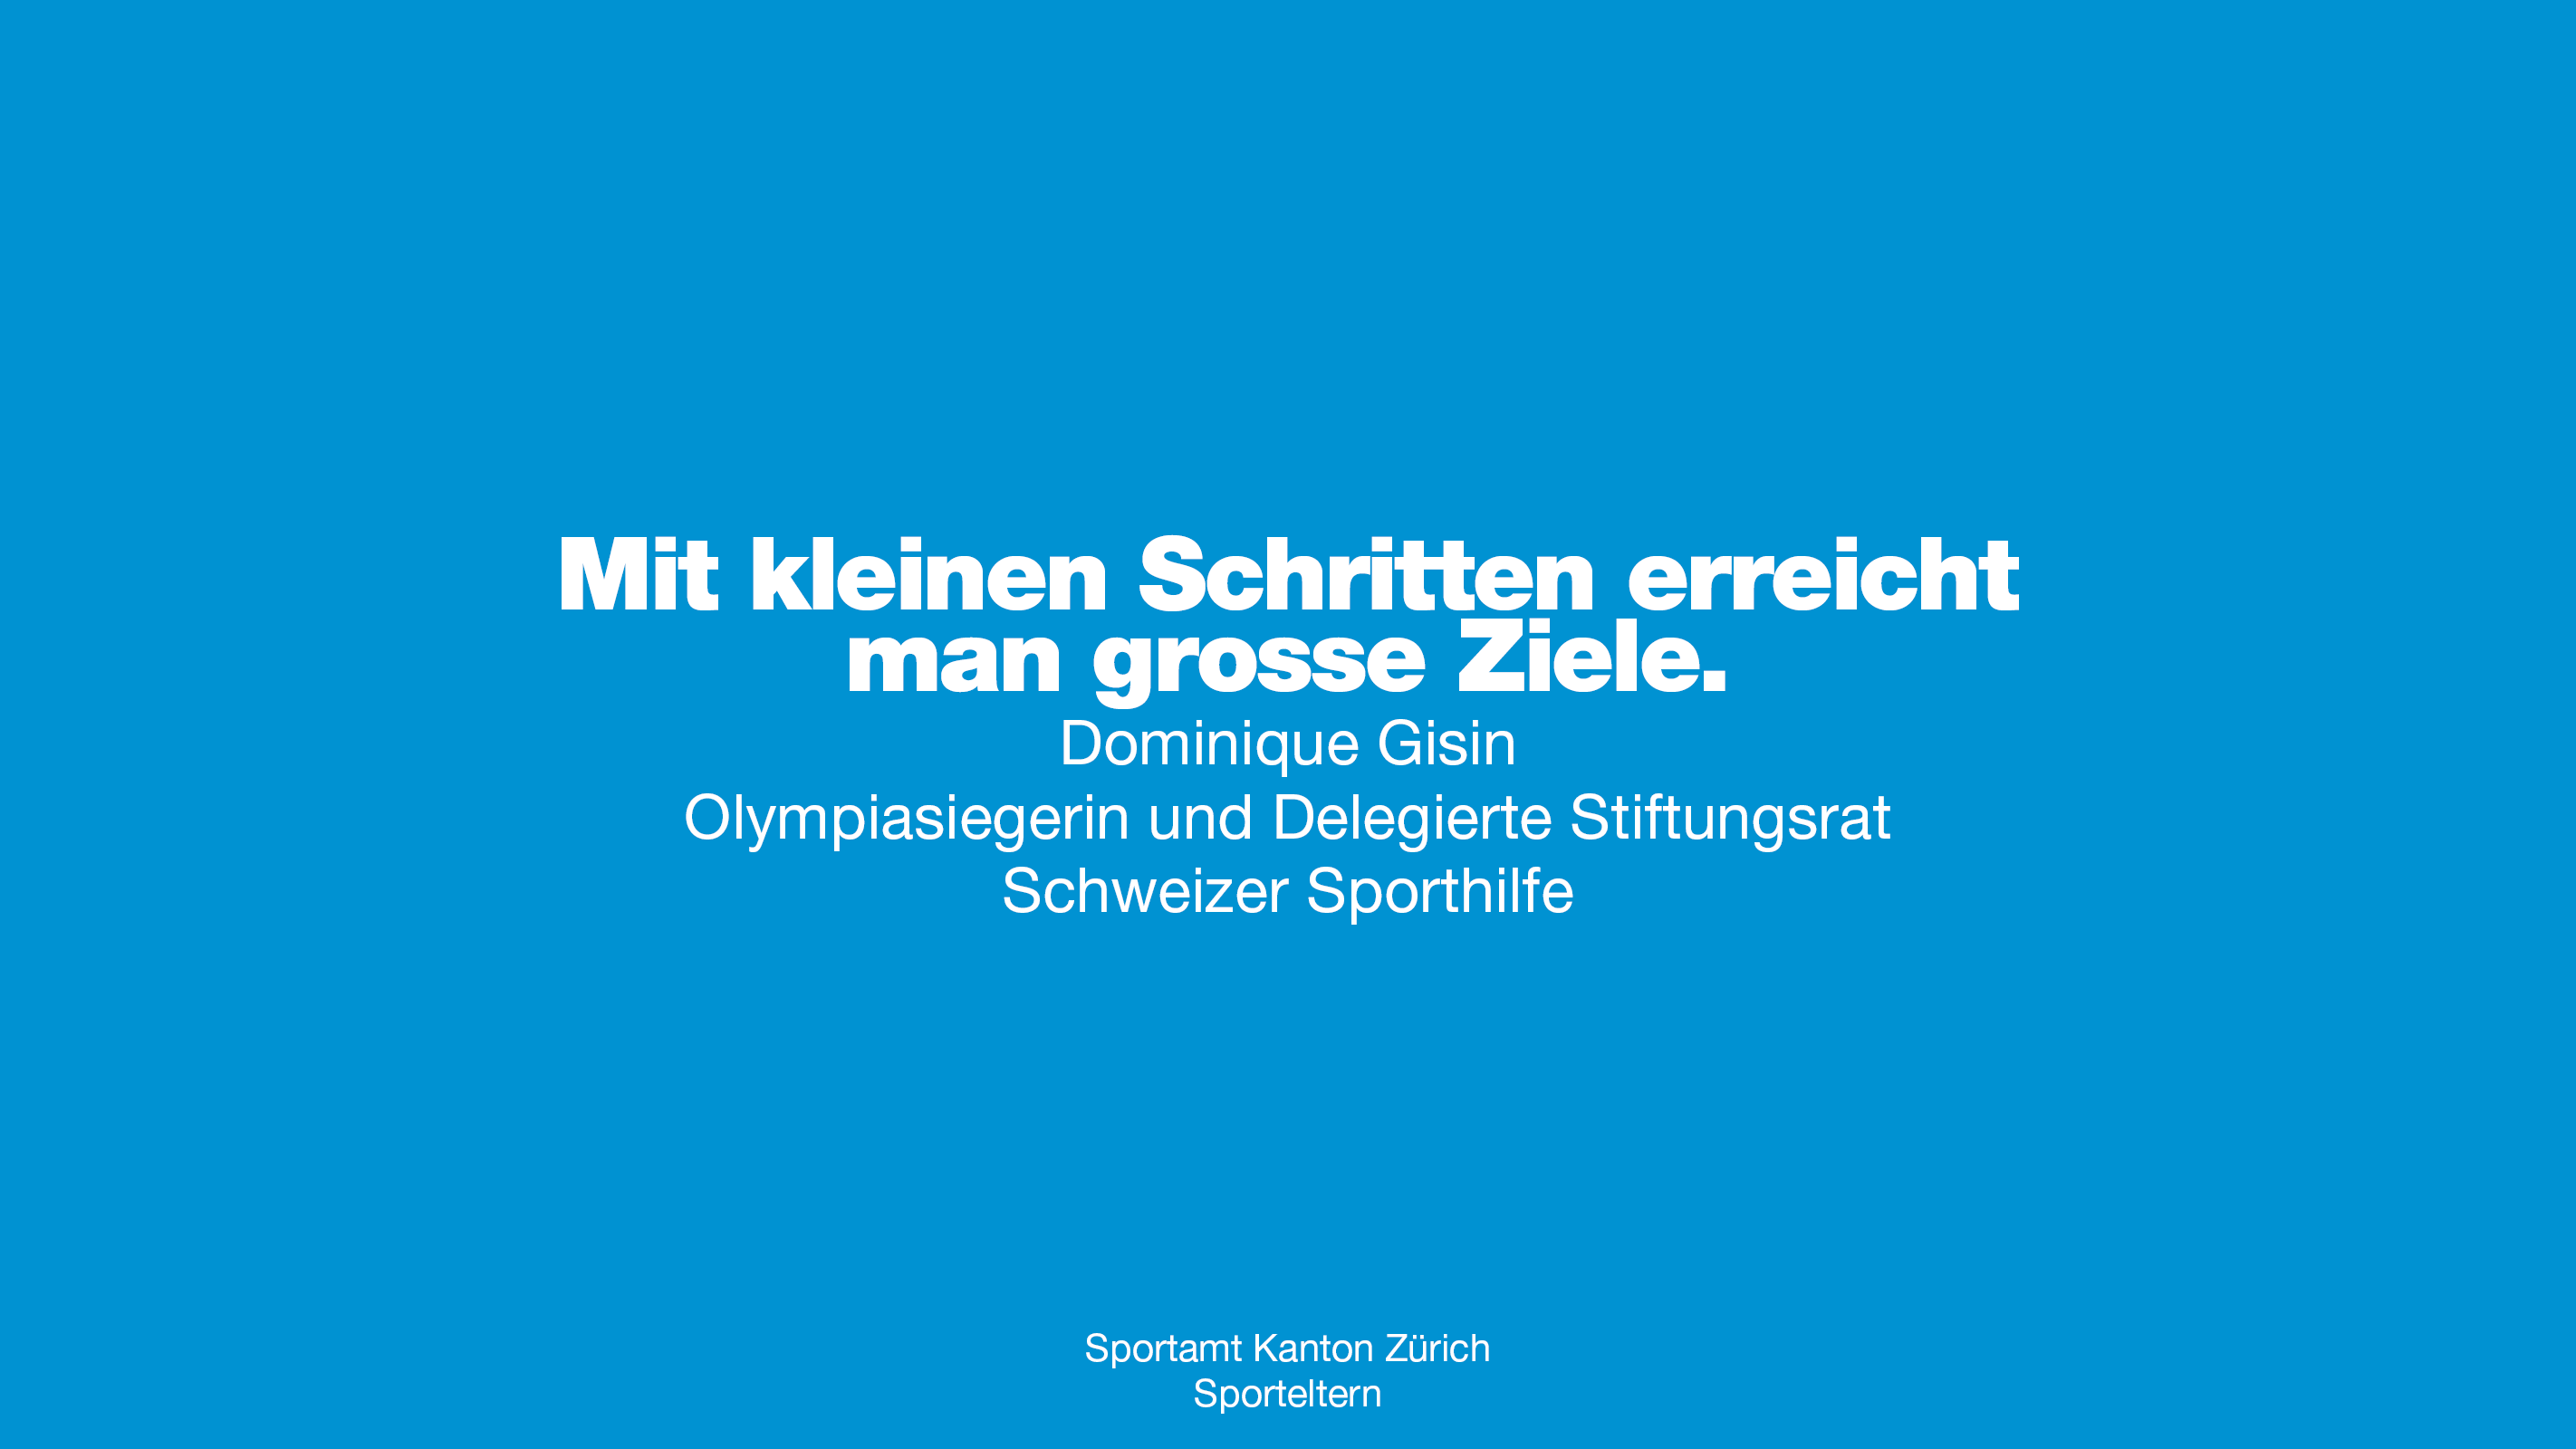 Mit kleinen Schritten erreicht
man grosse Ziele.
Dominique Gisin
Olympiasiegerin und Delegierte Stiftungsrat
Schweizer Sporthilfe
Sportamt Kanton Zürich
Sporteltern